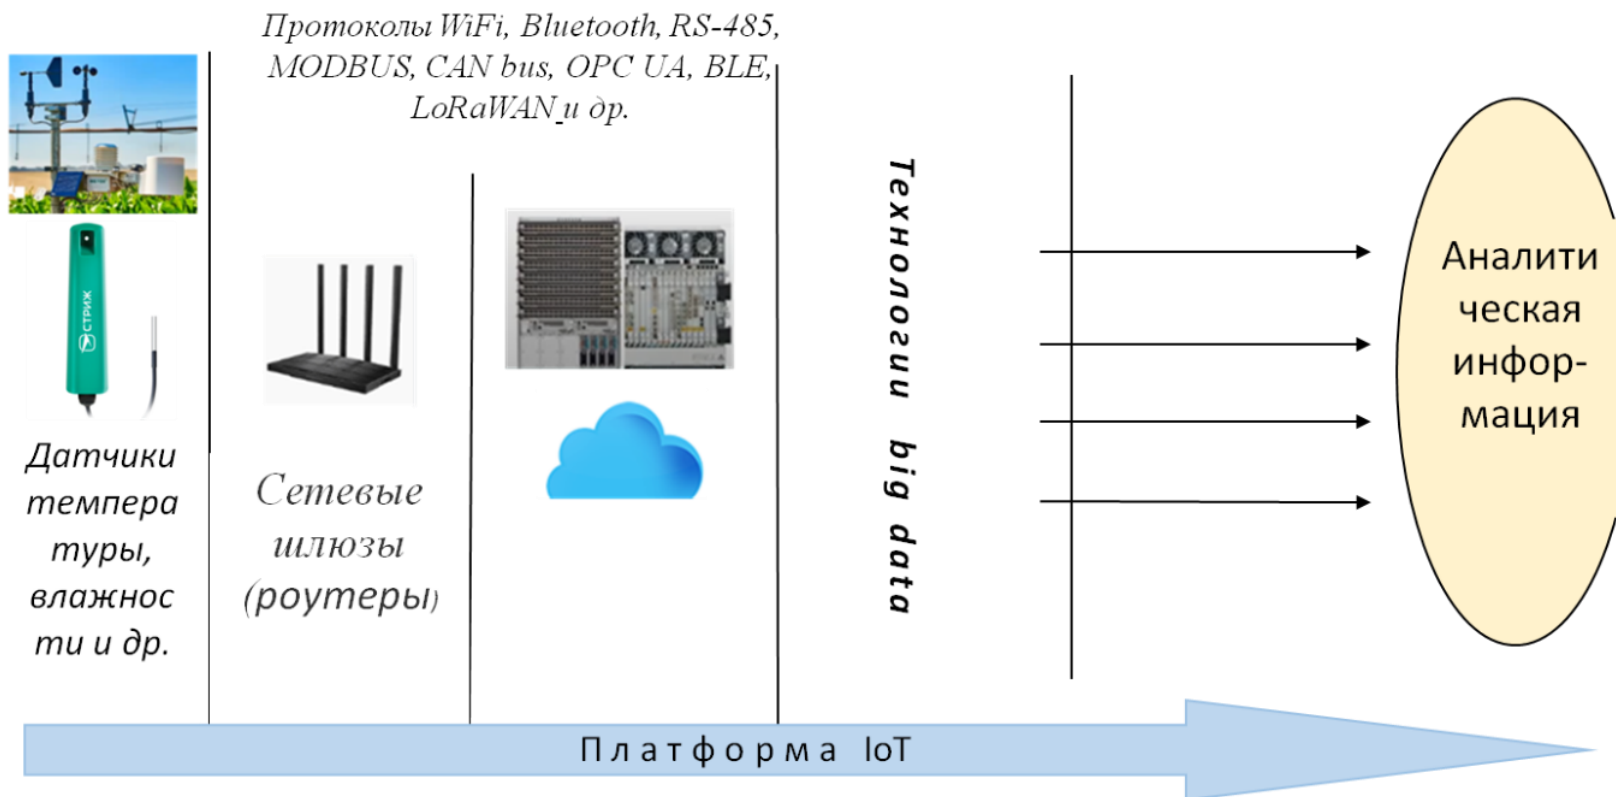 Протоколы WiFi, Bluetooth, RS-485,
MODBUS, CAN bus, OPC UA, BLE,
LoRaWAN и др.
СТРИЖ
Датчики
темпера
туры,
влажнос
ти и др.
Сетевые
шлюзы
(роутеры)
Технологии big data
Аналити
ческая
инфор-
мация
Платформа IoT